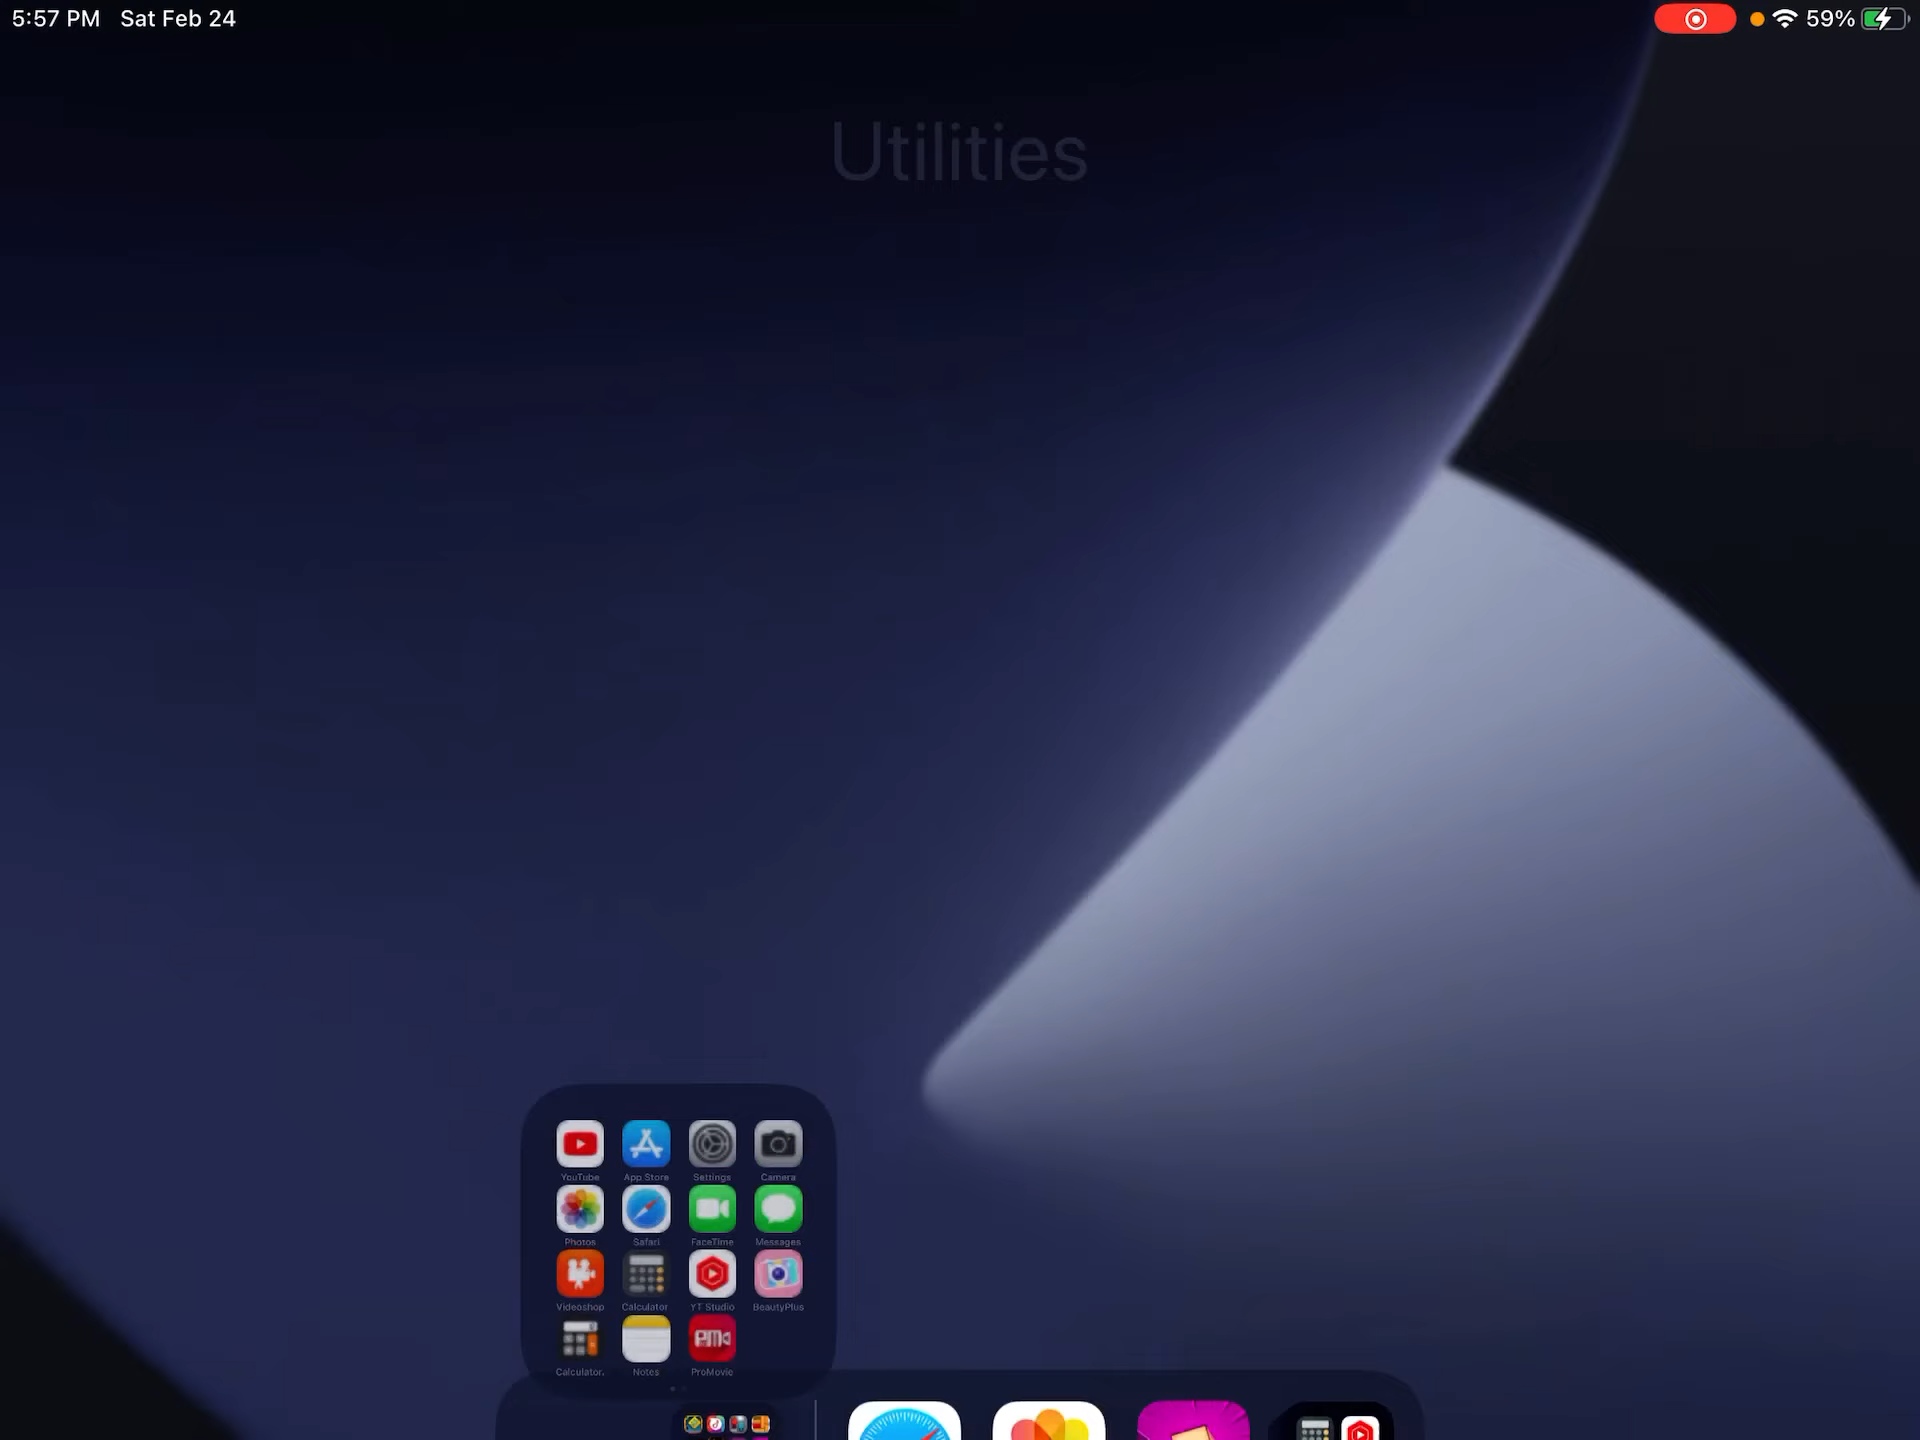 5:57 PM Sat Feb 24 59%
Utilities
YouTube App Store Settings Camera
Photos Safari FaceTime Messages
Videoshop Calculator YT Studio BeautyPlus
Calculator. Notes ProMovie